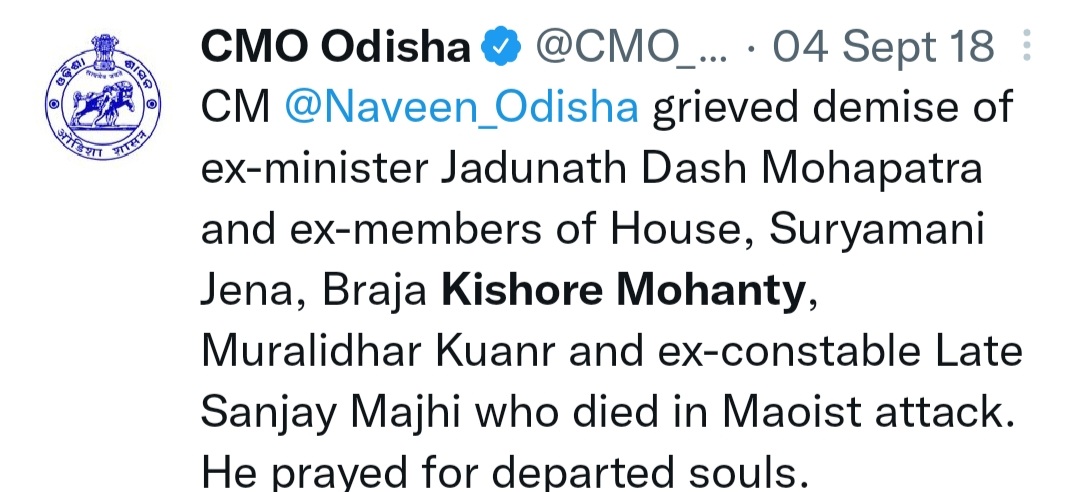 CMO Odisha @CMO_... · 04 Sept 18
CM @Naveen_Odisha grieved demise of
ex-minister Jadunath Dash Mohapatra
and ex-members of House, Suryamani
Jena, Braja Kishore Mohanty,
Muralidhar Kuanr and ex-constable Late
Sanjay Majhi who died in Maoist attack.
He prayed for departed souls.